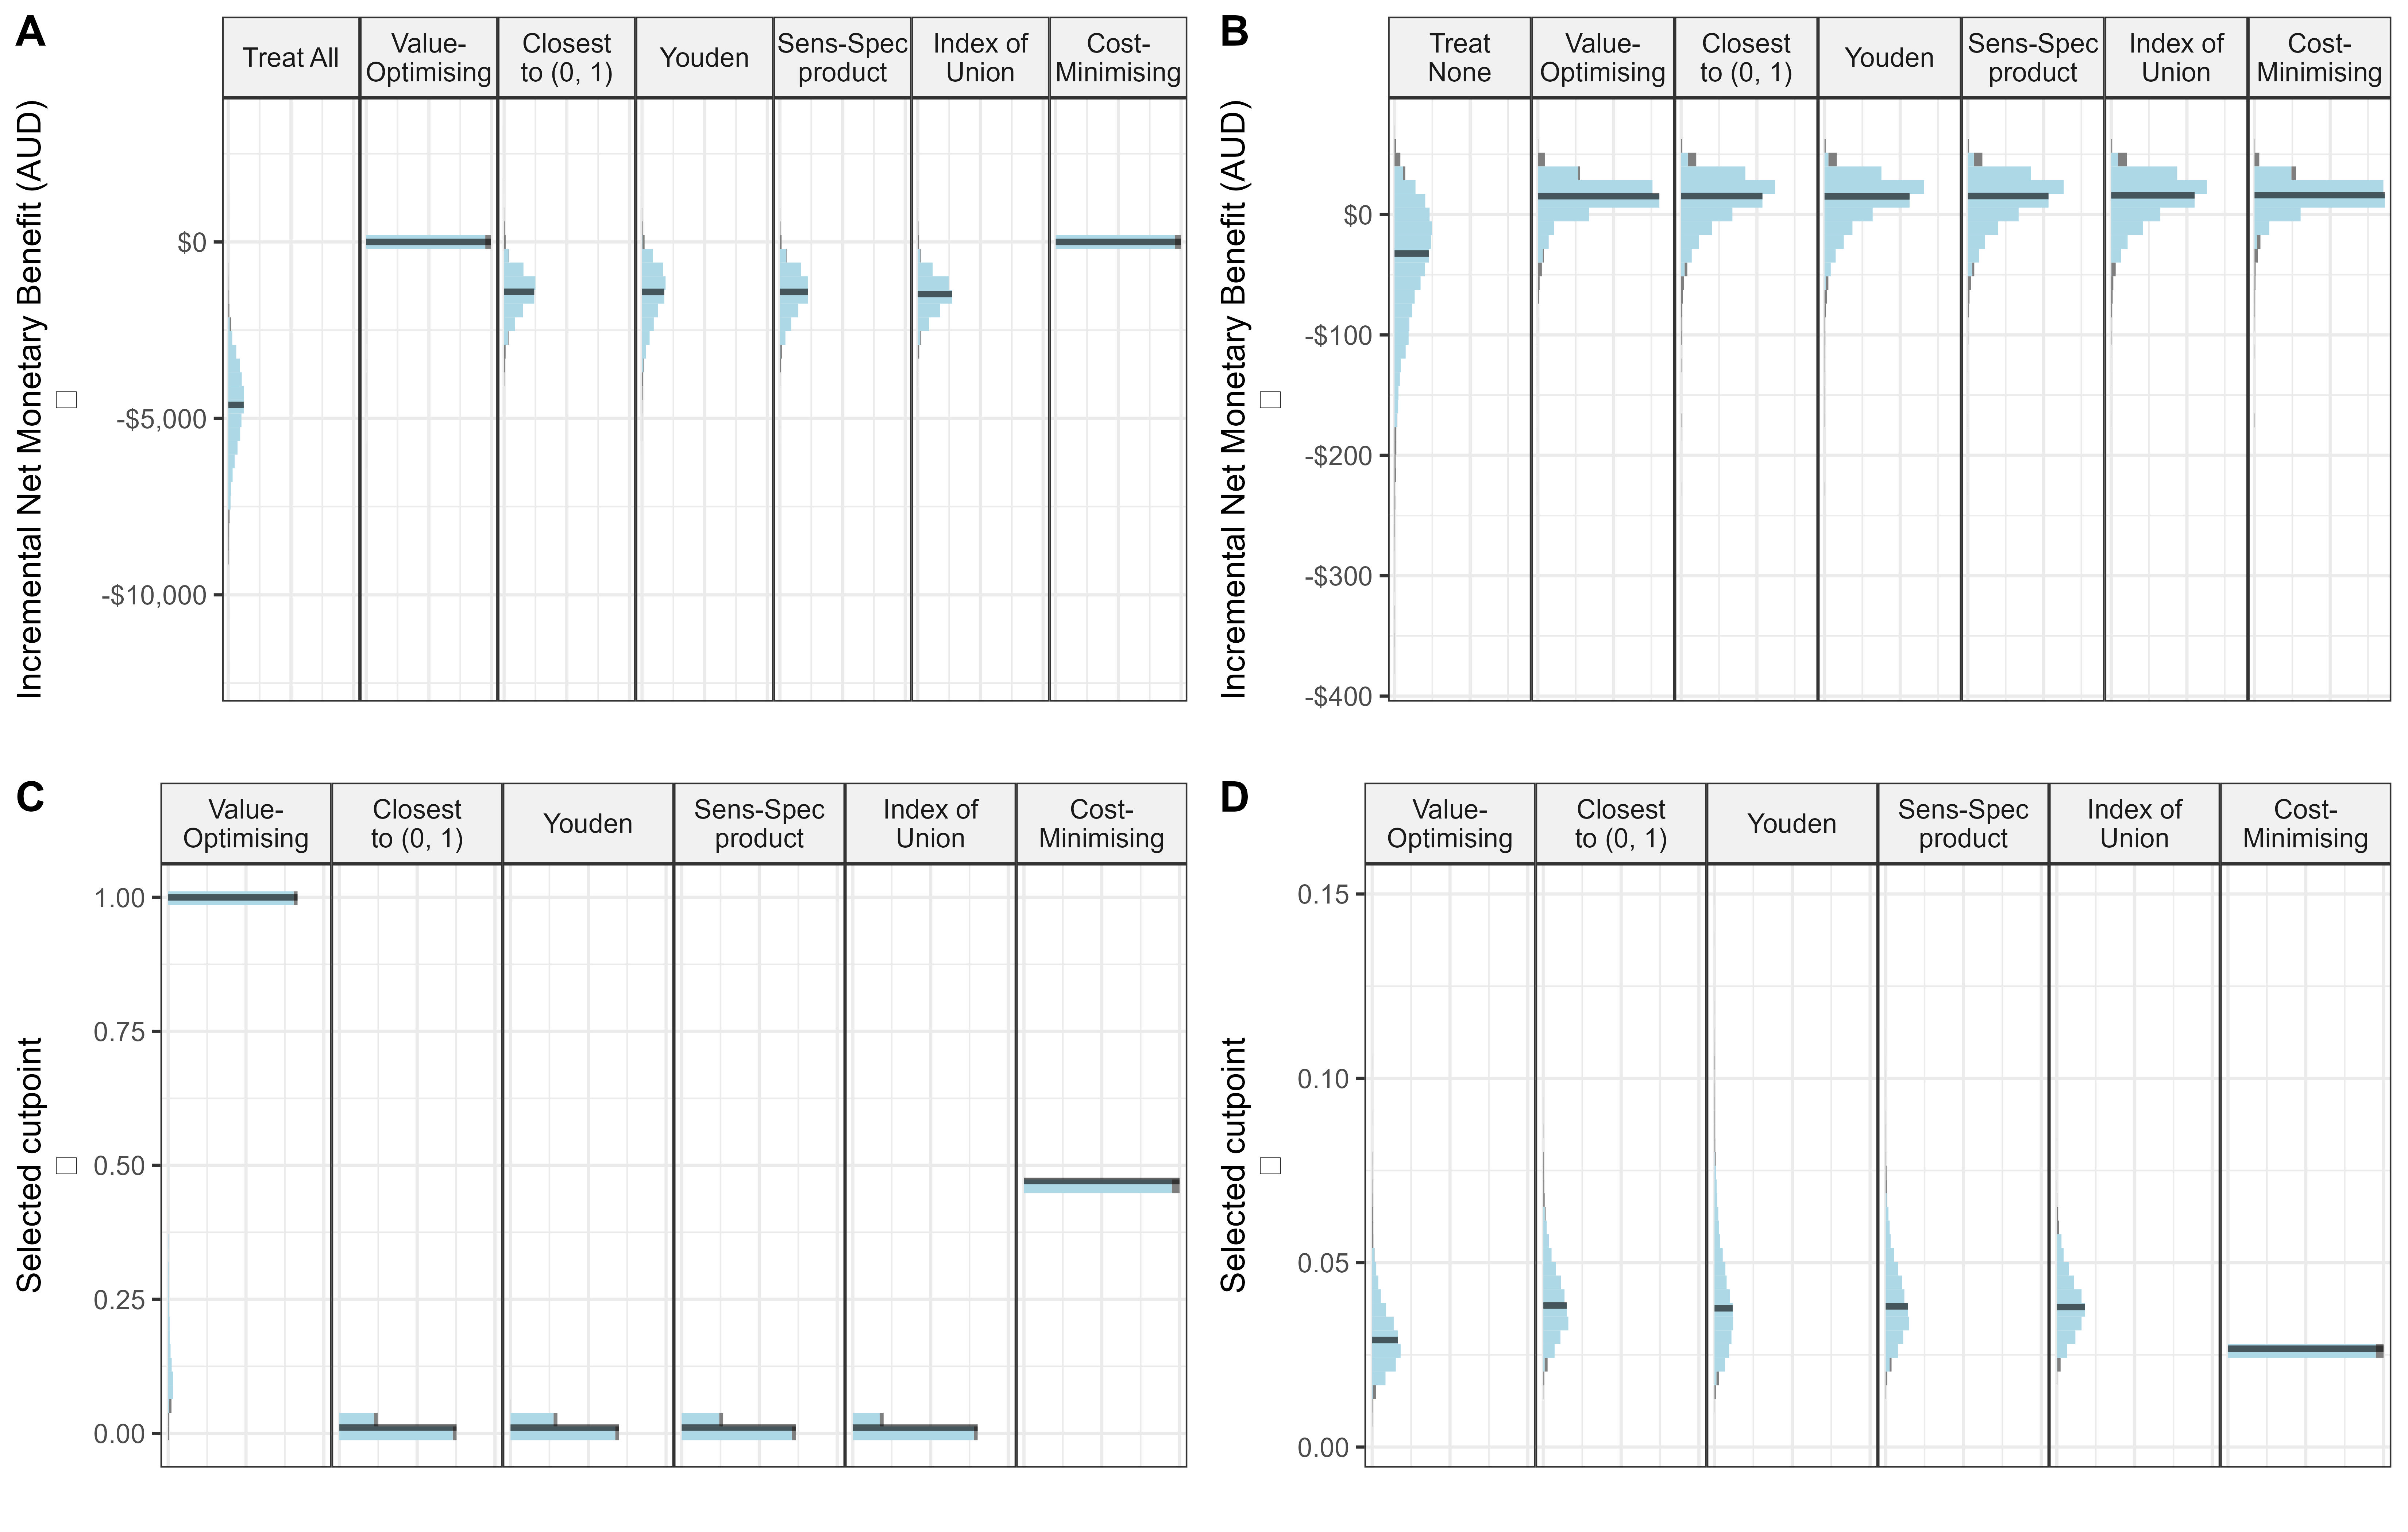 A
Treat All
Value-
Optimising
Closest
to (0, 1)
Youden
Sens-Spec
product
Index of
Union
Cost-
Minimising
Incremental Net Monetary Benefit (AUD)
$0
-$5,000
-$10,000
B
Treat
None
Value-
Optimising
Closest
to (0, 1)
Youden
Sens-Spec
product
Index of
Union
Cost-
Minimising
Incremental Net Monetary Benefit (AUD)
$0
-$100
-$200
-$300
-$400
C
Value-
Optimising
Closest
to (0, 1)
Youden
Sens-Spec
product
Index of
Union
Cost-
Minimising
Selected cutpoint
1.00
0.75
0.50
0.25
0.00
D
Value-
Optimising
Closest
to (0, 1)
Youden
Sens-Spec
product
Index of
Union
Cost-
Minimising
Selected cutpoint
0.15
0.10
0.05
0.00